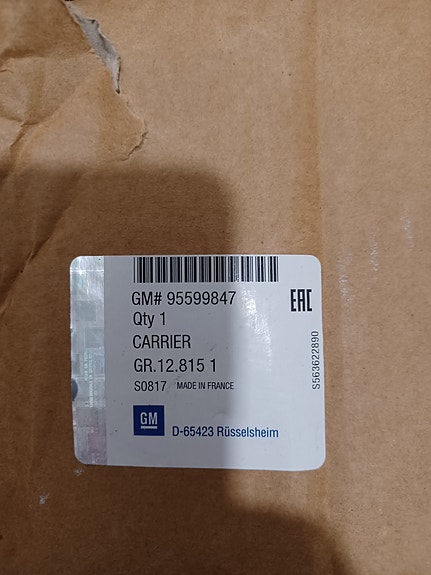 GM# 95599847
Qty 1
CARRIER
GR.12.815 1
S0817 MADE IN FRANCE
GM
D-65423 Rüsselsheim
EAC
S563622890